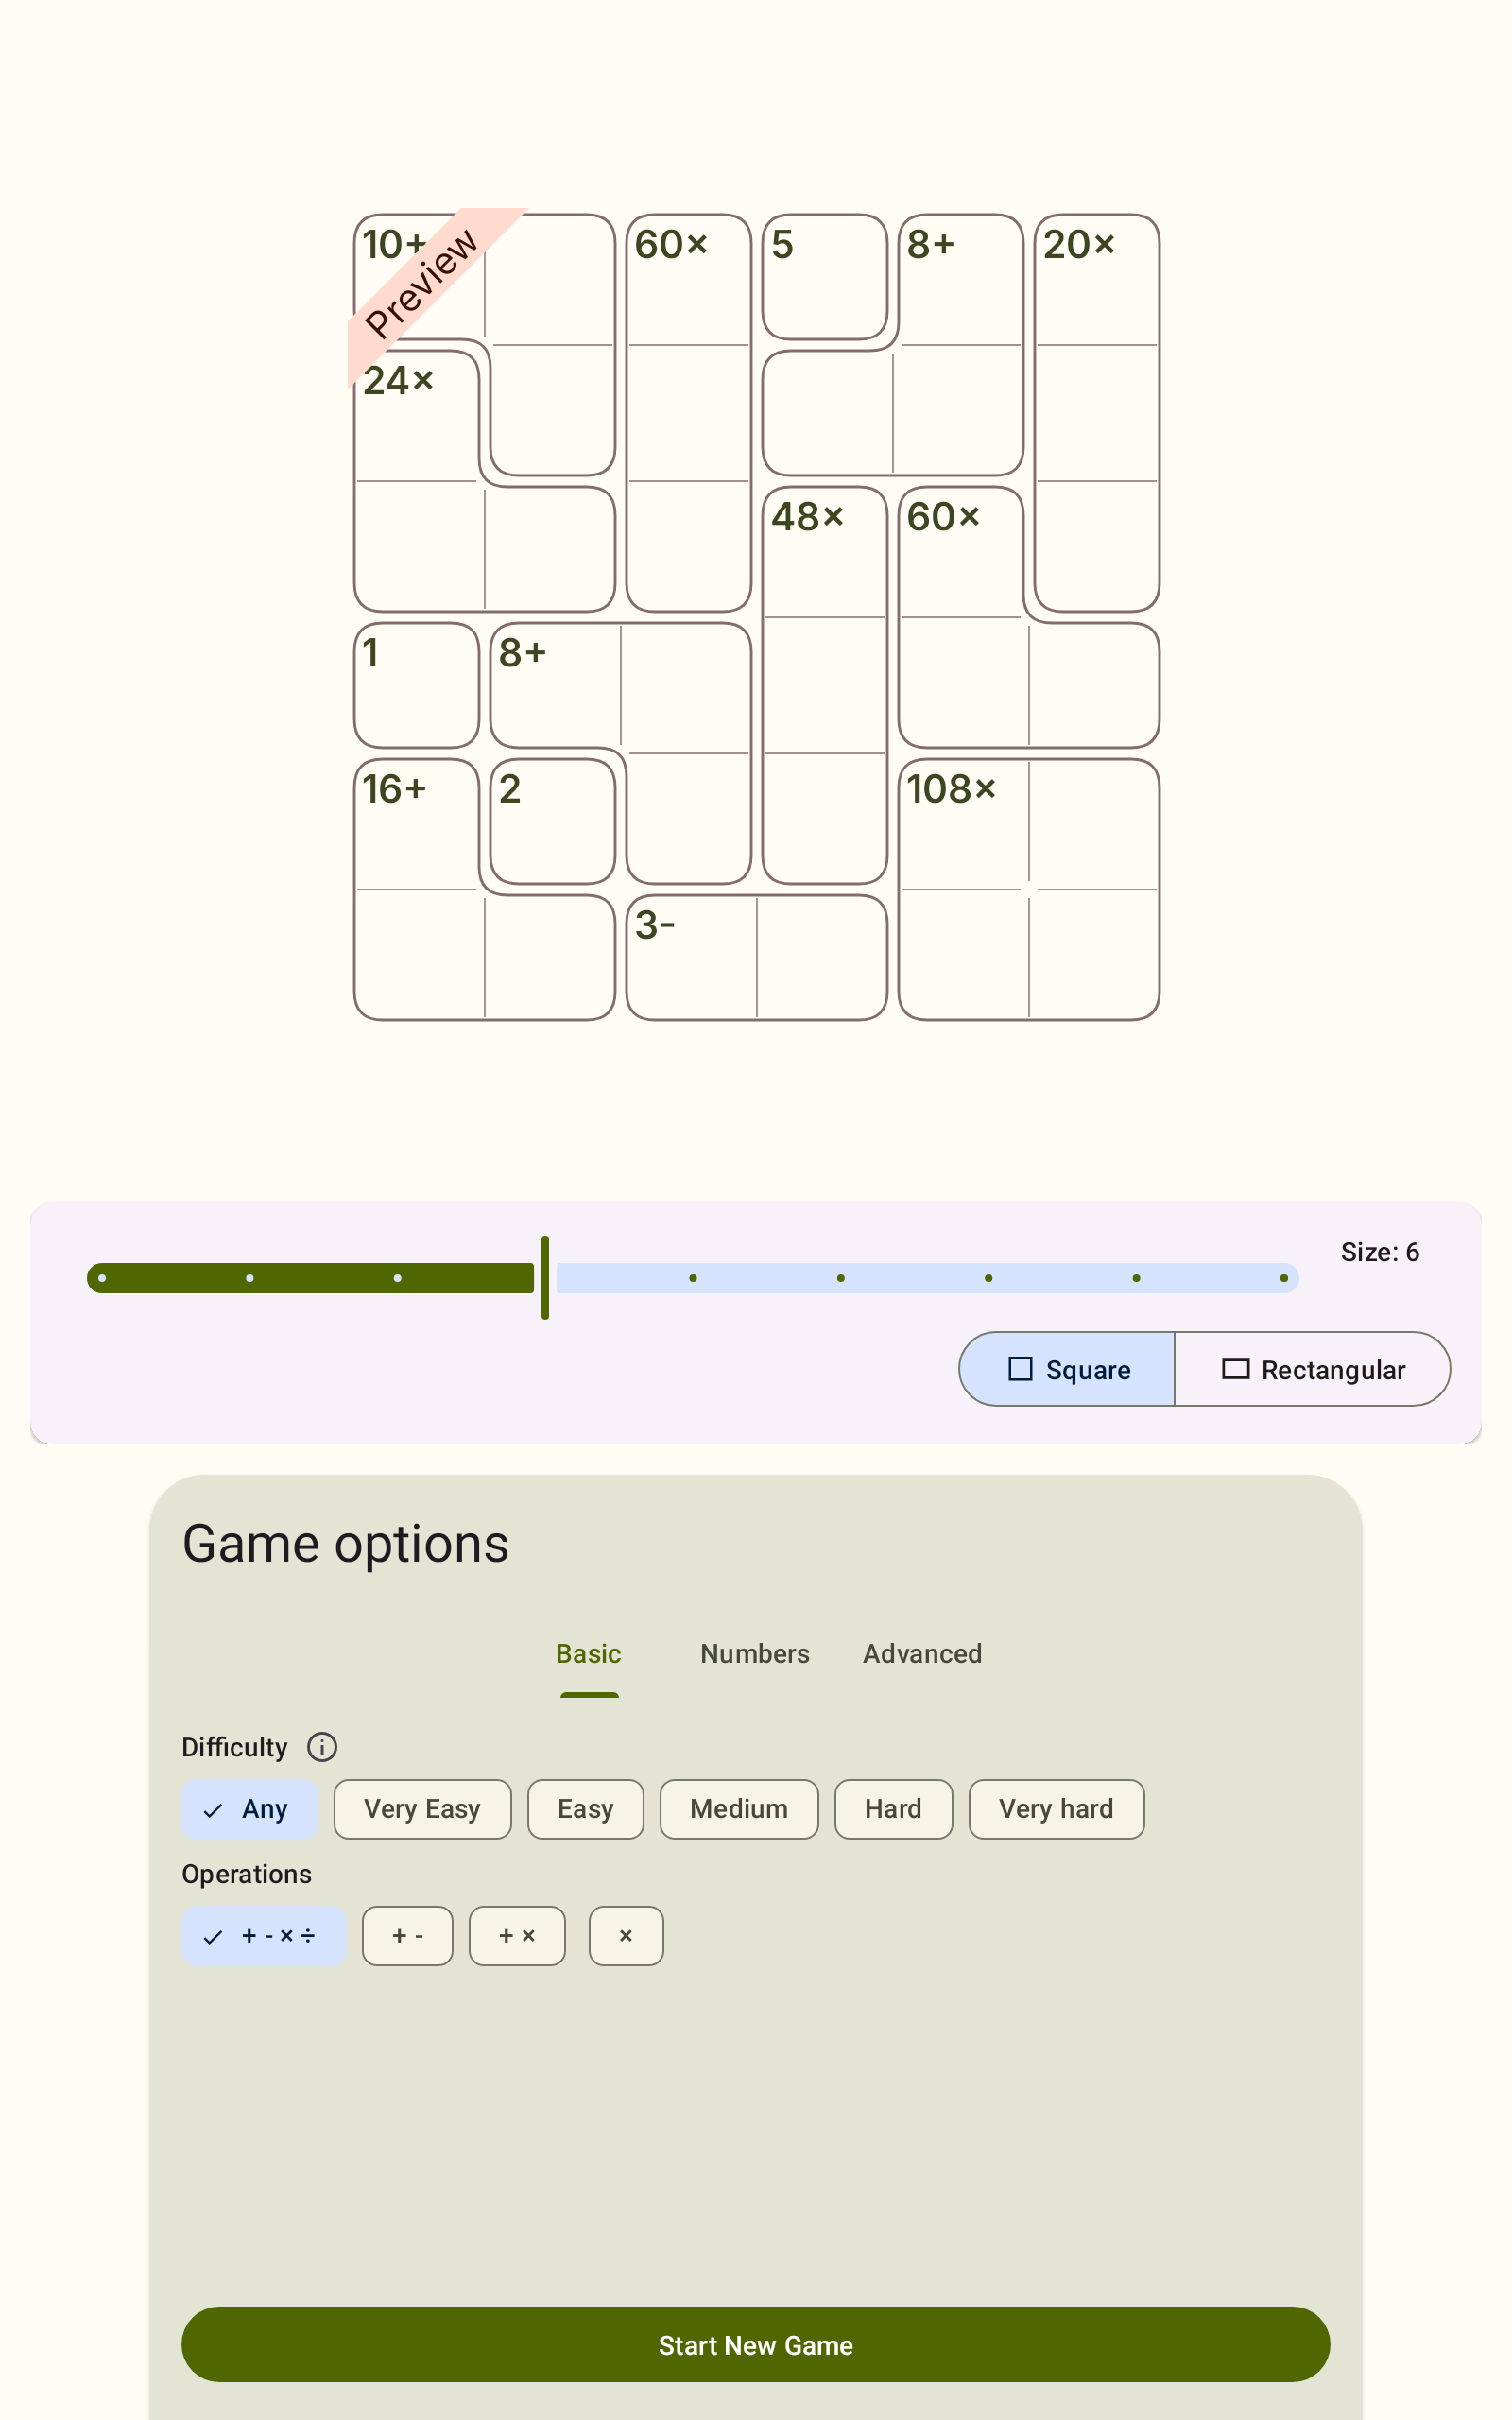 10+ 60× 5 8+ 20×
Preview
24×
48× 60×
1 8+
16+ 2 108×
3-
Size: 6
Square Rectangular
Game options
Basic Numbers Advanced
Difficulty
Any Very Easy Easy Medium Hard Very hard
Operations
+ - × ÷ + - + × ×
Start New Game